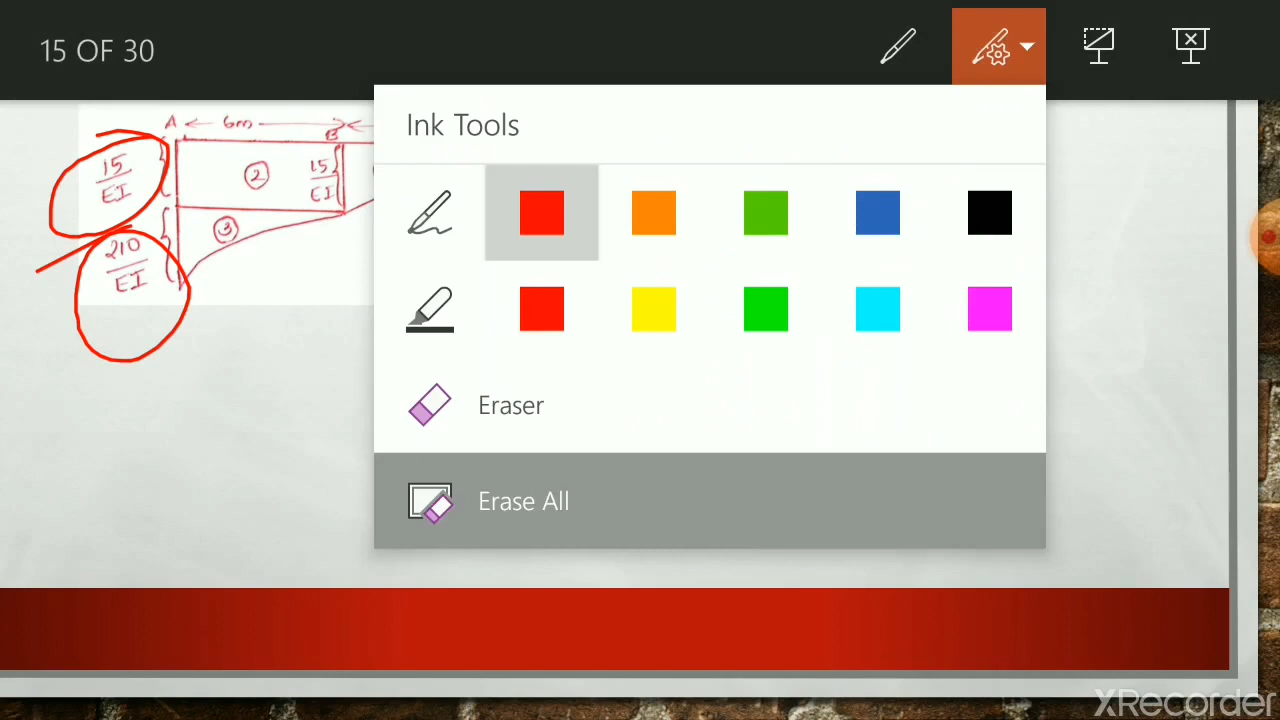 15 OF 30
Ink Tools
A 6m B
15
EI
2
15
EI
3
210
EI
Eraser
Erase All
XRecorder